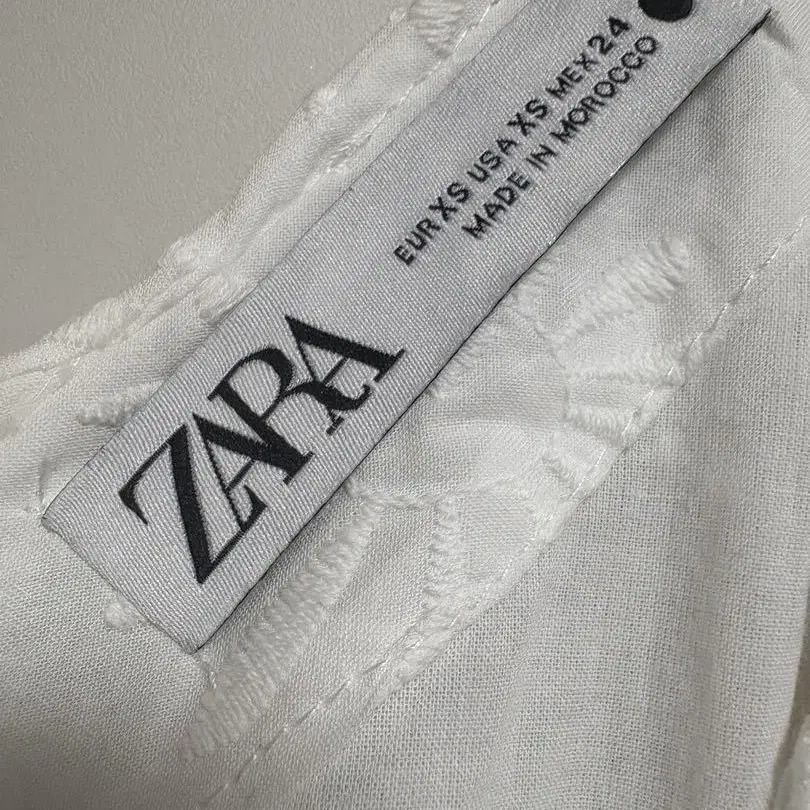 ZARA
EUR XS USA XS MEX 24
MADE IN MOROCCO